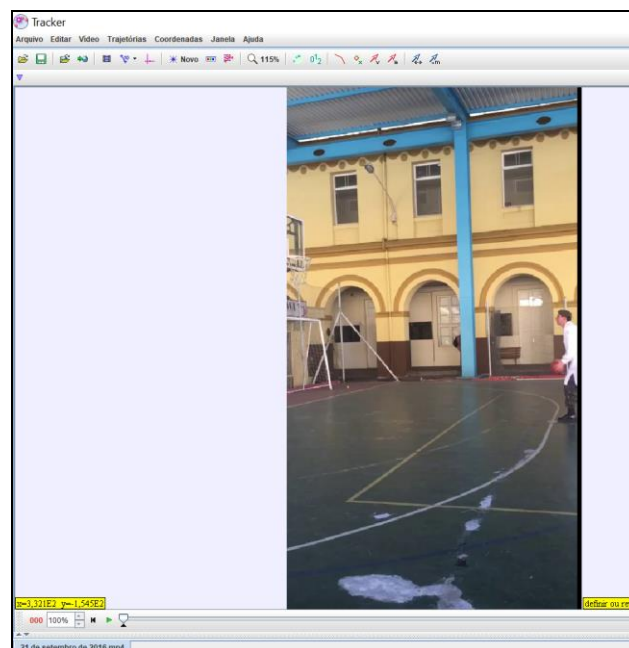 Tracker
Arquivo Editar Video Trajetórias Coordenadas Janela Ajuda
Novo 115%
x=3,321E2 y=-1,545E2
definir ou re
000 100%
21 de setembro de 2016.mp4